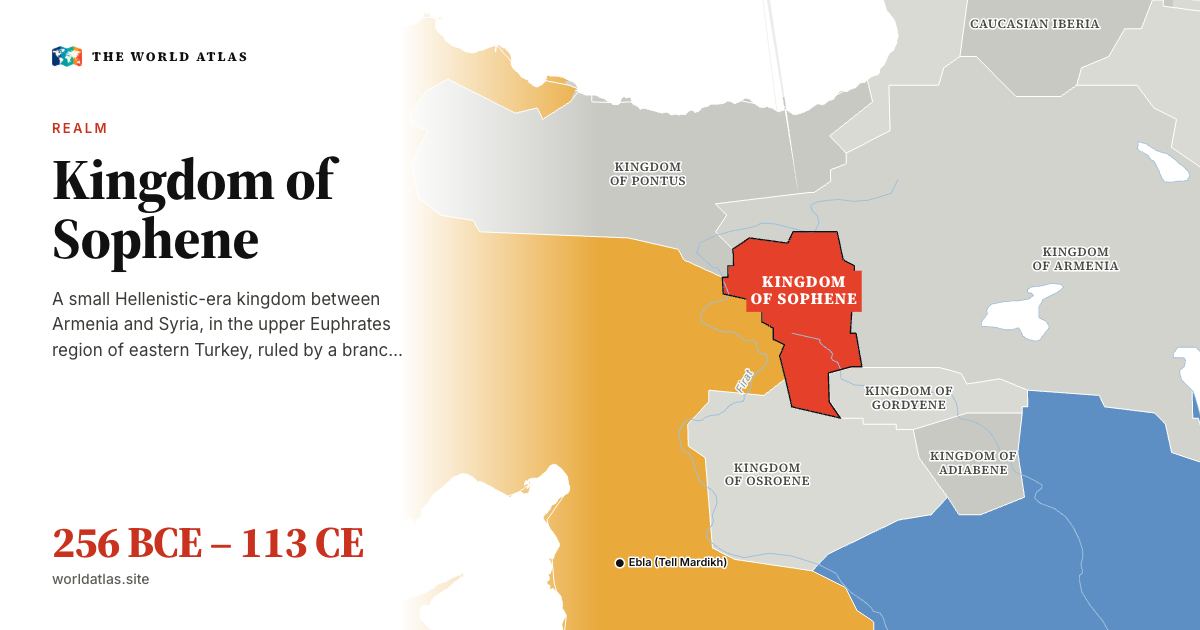 THE WORLD ATLAS
REALM
Kingdom of
Sophene
A small Hellenistic-era kingdom between
Armenia and Syria, in the upper Euphrates
region of eastern Turkey, ruled by a branc...
256 BCE – 113 CE
worldatlas.site
CAUCASIAN IBERIA
KINGDOM
OF PONTUS
KINGDOM
OF ARMENIA
KINGDOM
OF SOPHENE
Fırat
KINGDOM OF
GORDYENE
KINGDOM OF
ADIABENE
KINGDOM
OF OSROENE
Ebla (Tell Mardikh)